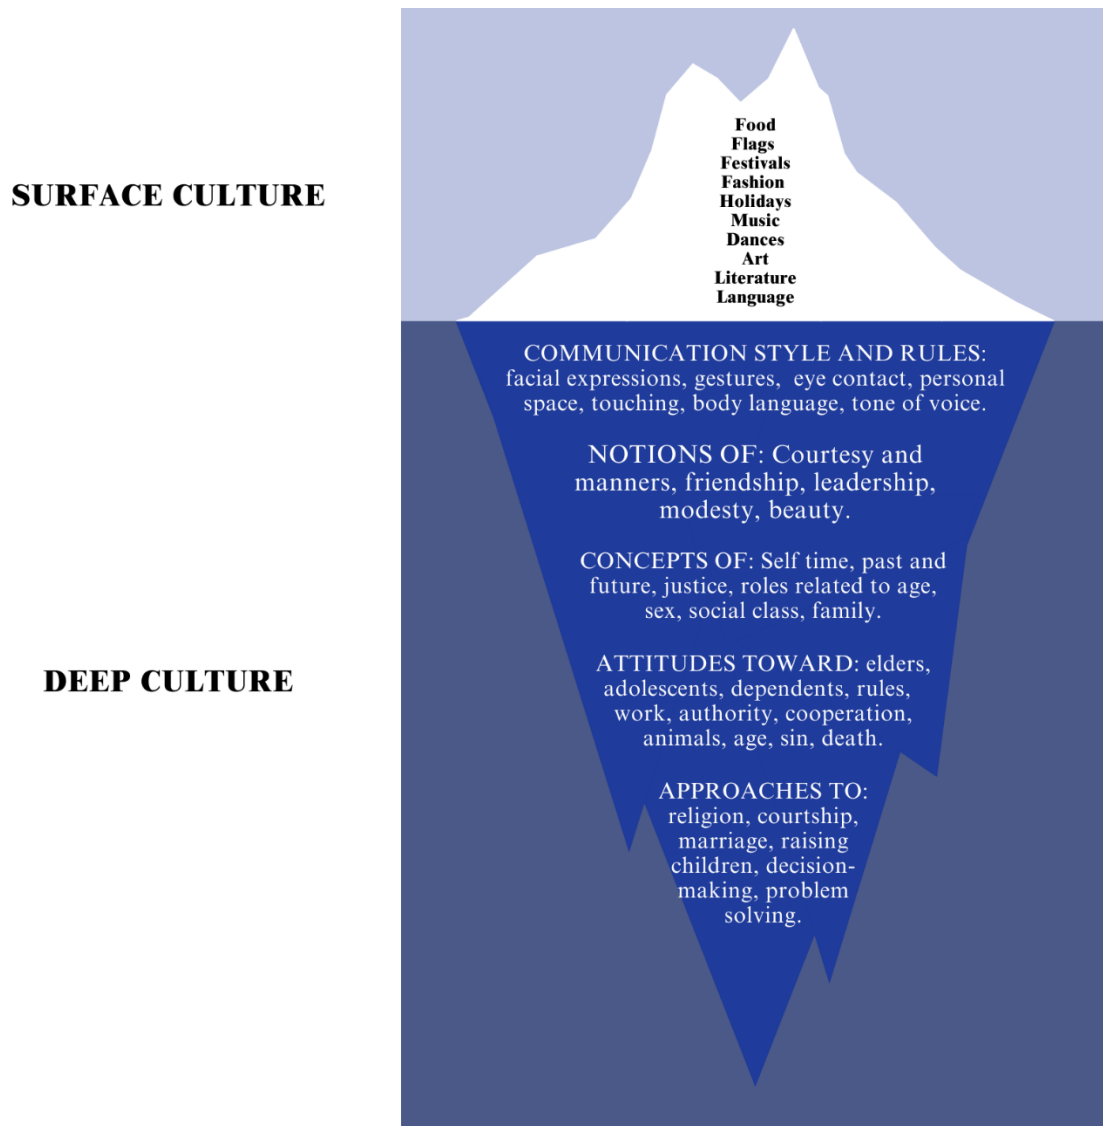 SURFACE CULTURE
Food
Flags
Festivals
Fashion
Holidays
Music
Dances
Art
Literature
Language
COMMUNICATION STYLE AND RULES:
facial expressions, gestures, eye contact, personal
space, touching, body language, tone of voice.
NOTIONS OF: Courtesy and
manners, friendship, leadership,
modesty, beauty.
CONCEPTS OF: Self time, past and
future, justice, roles related to age,
sex, social class, family.
DEEP CULTURE
ATTITUDES TOWARD: elders,
adolescents, dependents, rules,
work, authority, cooperation,
animals, age, sin, death.
APPROACHES TO:
religion, courtship,
marriage, raising
children, decision-
making, problem
solving.